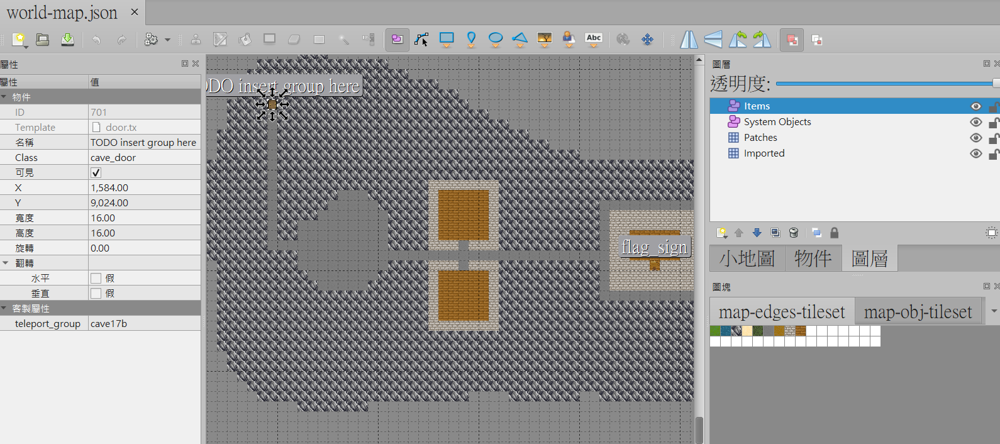 world-map.json
Abc
屬性
屬性 值
物件
ID 701
Template door.tx
名稱 TODO insert group here
Class cave_door
可見
X 1,584.00
Y 9,024.00
寬度 16.00
高度 16.00
旋轉 0.00
翻轉
水平 假
垂直 假
客製屬性
teleport_group cave17b
ODO insert group here
flag_sign
圖層
透明度:
Items
System Objects
Patches
Imported
小地圖 物件 圖層
圖塊
map-edges-tileset map-obj-tileset